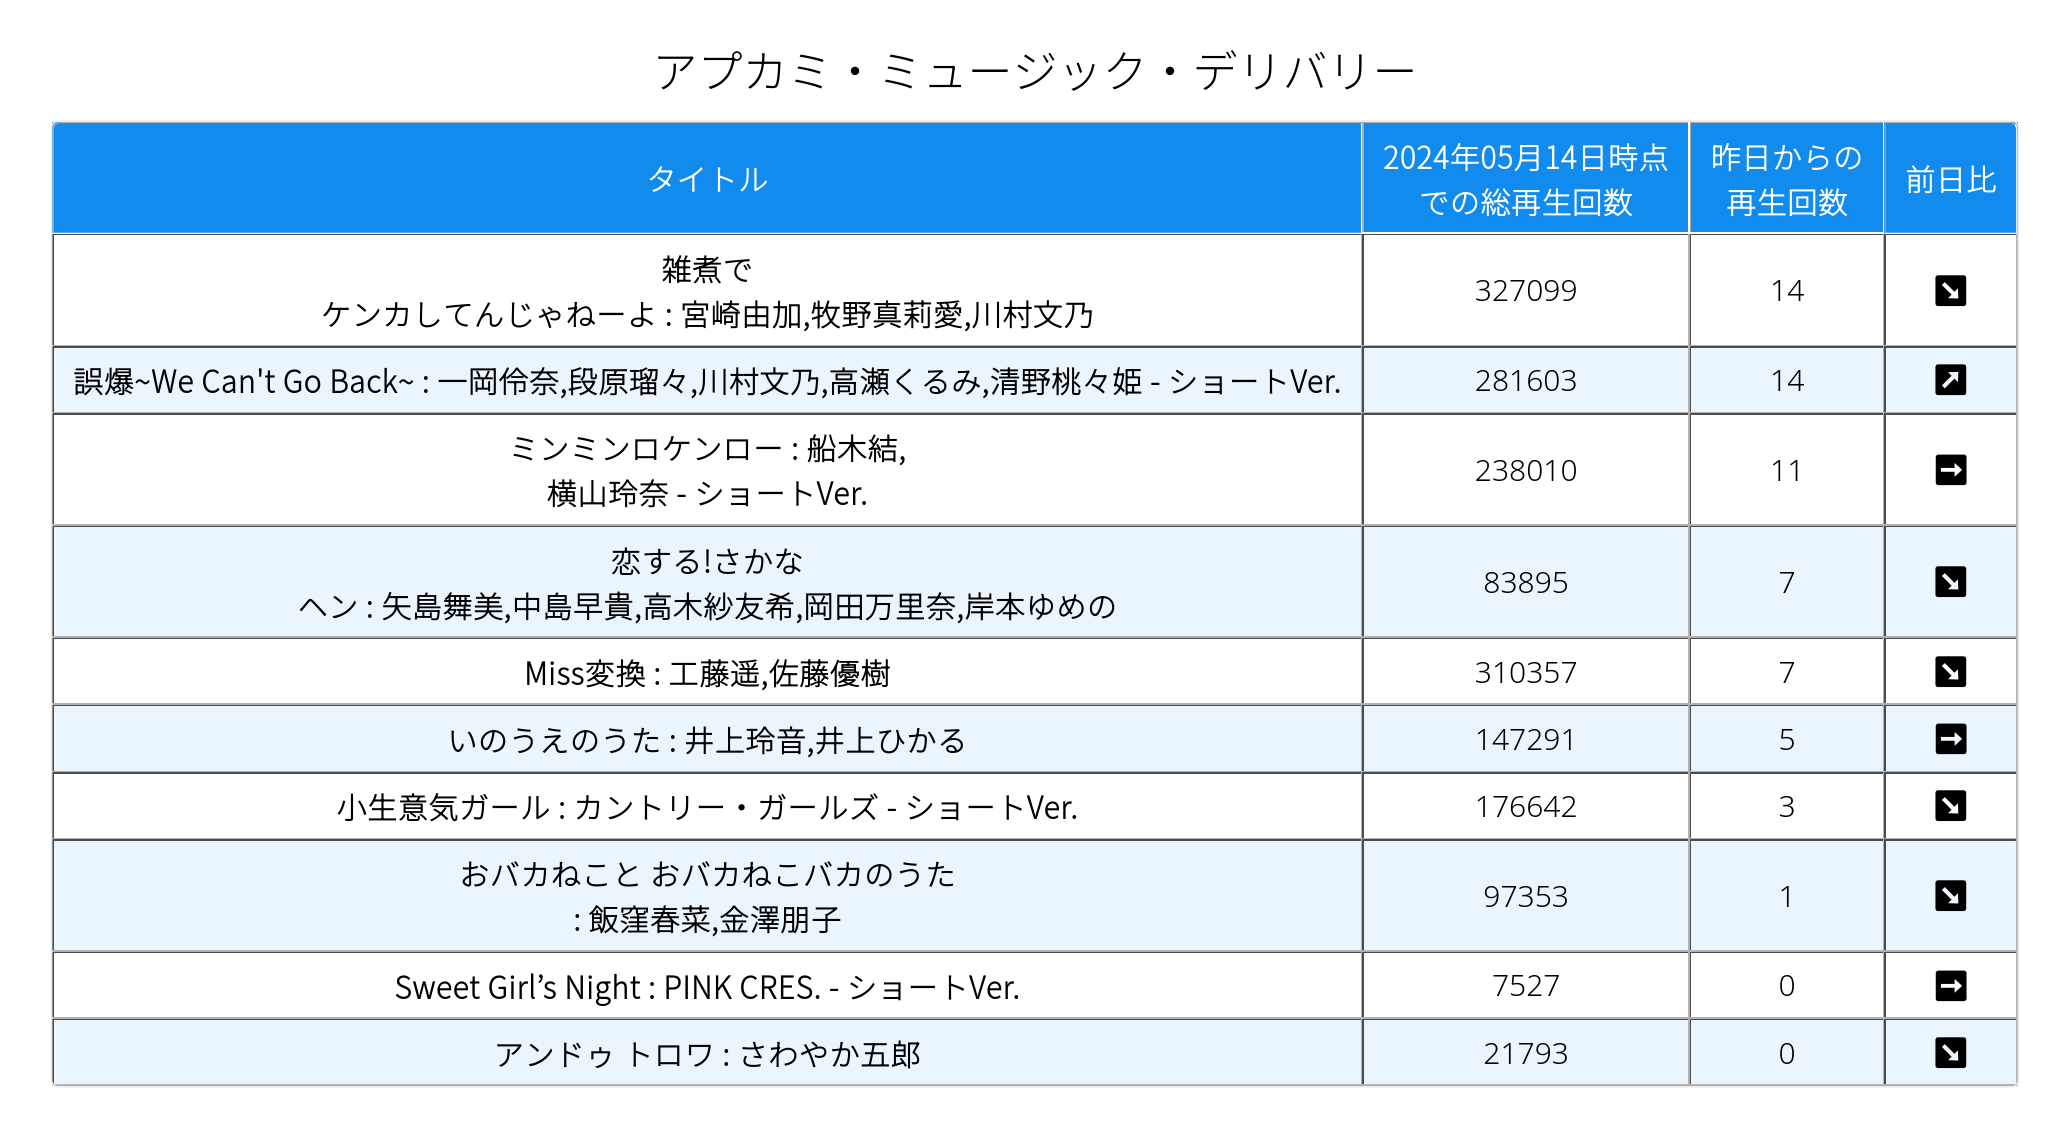 アプカミ・ミュージック・デリバリー
タイトル
2024年05月14日時点
での総再生回数
昨日からの
再生回数
前日比
雑煮で
ケンカしてんじゃねーよ : 宮崎由加,牧野真莉愛,川村文乃
327099
14
↘
誤爆~We Can't Go Back~ : 一岡伶奈,段原瑠々,川村文乃,高瀬くるみ,清野桃々姫 - ショートVer.
281603
14
↗
ミンミンロケンロー : 船木結,
横山玲奈 - ショートVer.
238010
11
→
恋する!さかな
ヘン : 矢島舞美,中島早貴,高木紗友希,岡田万里奈,岸本ゆめの
83895
7
↘
Miss変換 : 工藤遥,佐藤優樹
310357
7
↘
いのうえのうた : 井上玲音,井上ひかる
147291
5
→
小生意気ガール : カントリー・ガールズ - ショートVer.
176642
3
↘
おバカねこと おバカねこバカのうた
: 飯窪春菜,金澤朋子
97353
1
↘
Sweet Girl’s Night : PINK CRES. - ショートVer.
7527
0
→
アンドゥ トロワ : さわやか五郎
21793
0
↘